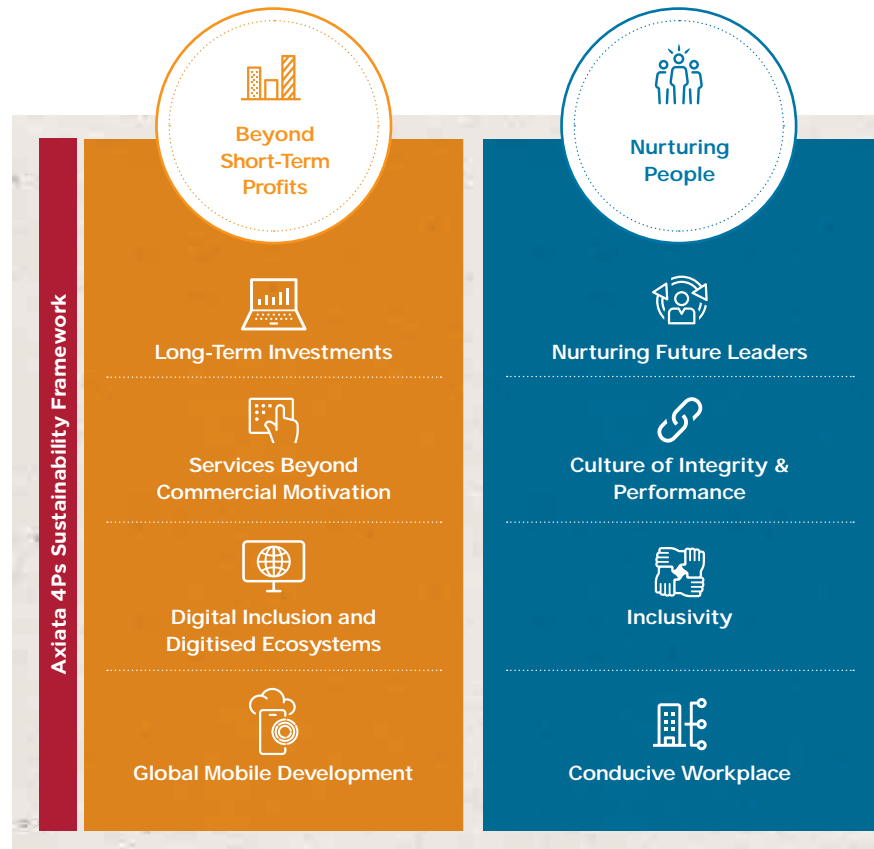 Axiata 4Ps Sustainability Framework
Beyond
Short-Term
Profits
Long-Term Investments
Services Beyond
Commercial Motivation
Digital Inclusion and
Digitised Ecosystems
Global Mobile Development
Nurturing
People
Nurturing Future Leaders
Culture of Integrity &
Performance
Inclusivity
Conducive Workplace